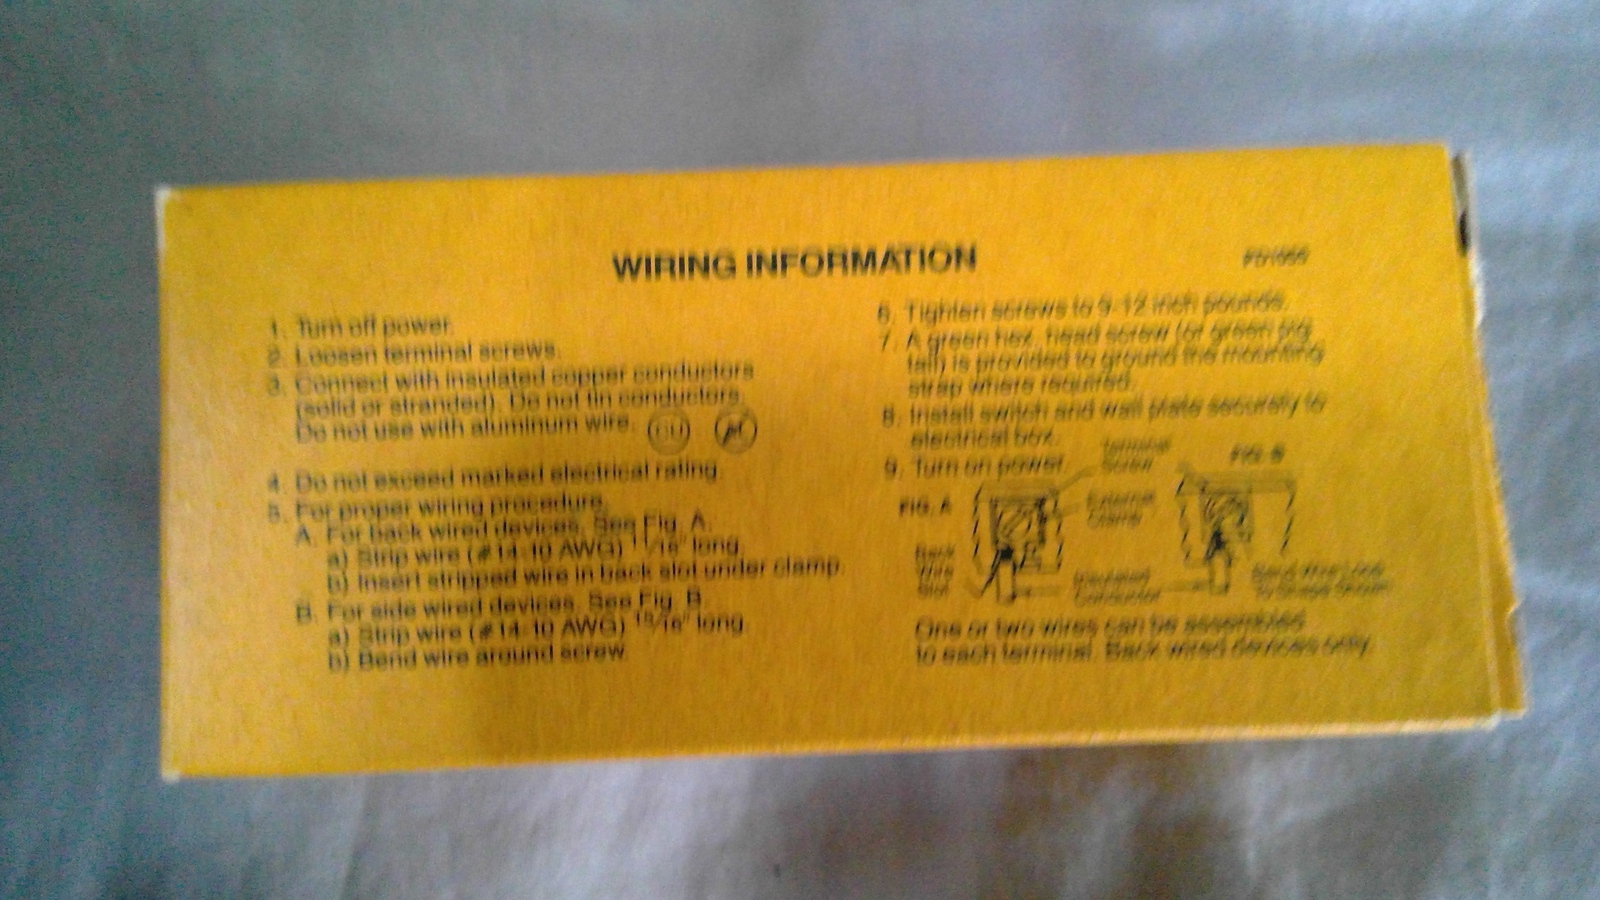 WIRING INFORMATION
1. Turn off power.
2. Loosen terminal screws.
3. Connect with insulated copper conductors
(solid or stranded). Do not tin conductors.
Do not use with aluminum wire. CU
4. Do not exceed marked electrical rating.
5. For proper wiring procedure.
A. For back wired devices. See Fig. A.
a) Strip wire (#14-10 AWG) 11/16" long.
b) Insert stripped wire in back slot under clamp.
B. For side wired devices. See Fig. B.
a) Strip wire (#14-10 AWG) 15/16" long.
b) Bend wire around screw.
6. Tighten screws to 9-12 inch pounds.
7. A green hex. head screw (or green pig
tail) is provided to ground the mounting
strap where required.
8. Install switch and wall plate securely to
electrical box.
9. Turn on power.
FIG. A
Terminal
Screw
FIG. B
External
Clamp
Back
Wire
Slot
Insulated
Conductor
One or two wires can be assembled
to each terminal. Back wired devices only.